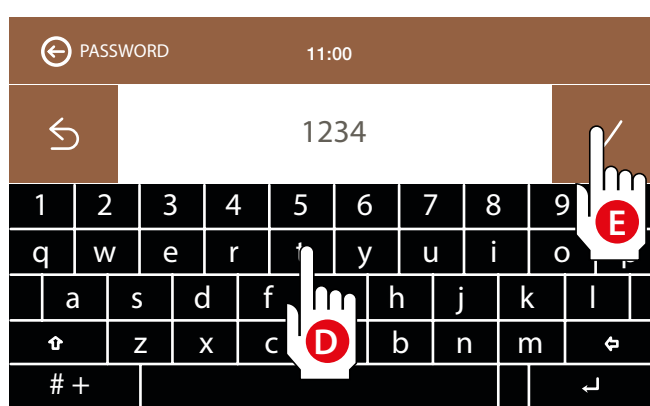 PASSWORD 11:00
1234
1 2 3 4 5 6 7 8 9
q w e r t y u i o p
a s d f h j k l
z x c b n m
# +
D
E